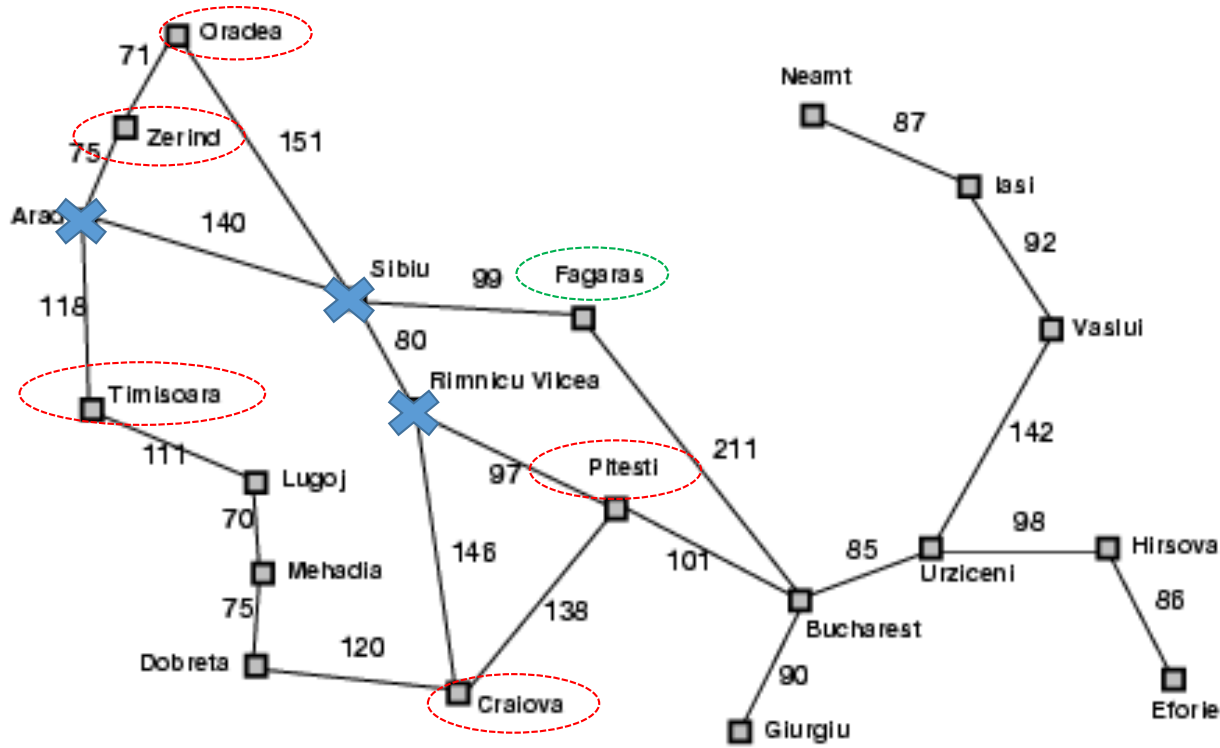 Oradea
71
Neamt
87
Zerind
151
75
Iasi
Arad
140
92
Sibiu
99
Fagaras
118
80
Vaslui
Rimnicu Vilcea
Timisoara
142
111
211
97
Pitesti
Lugoj
70
98
Hirsova
146
101
85
Urziceni
Mehadia
75
138
86
Bucharest
120
Dobreta
90
Craiova
Eforie
Giurgiu